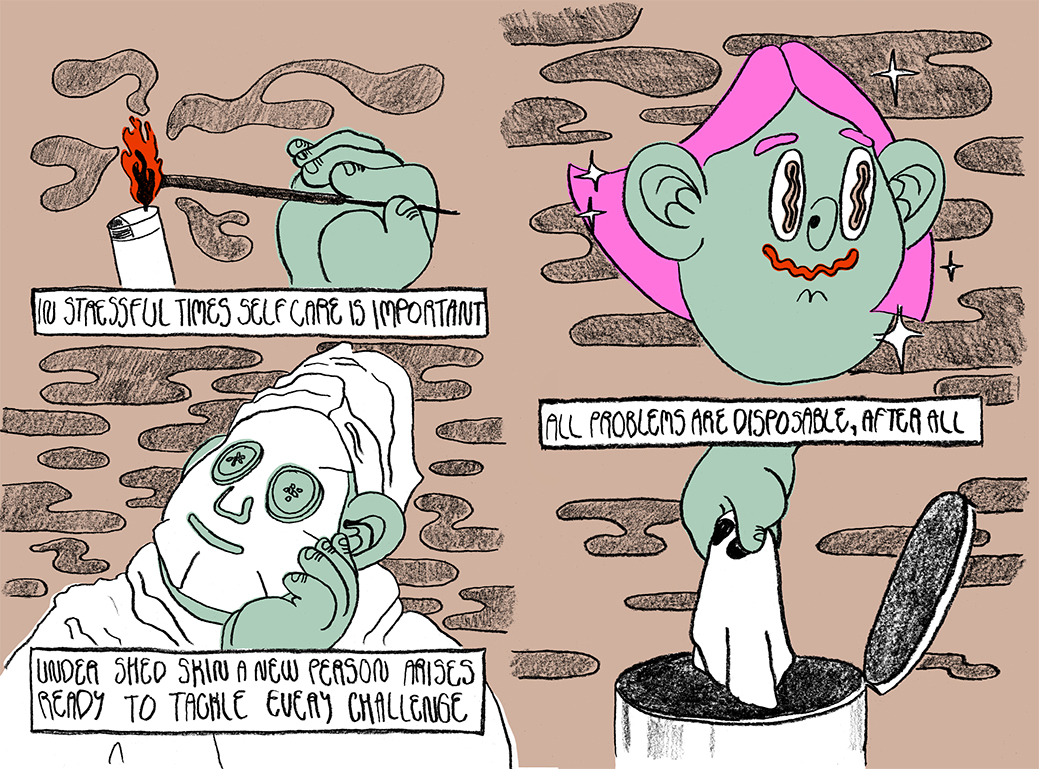 IN STRESSFUL TIMES SELF CARE IS IMPORTANT
UNDER SHED SKIN A NEW PERSON ARISES
READY TO TACKLE EVERY CHALLENGE
ALL PROBLEMS ARE DISPOSABLE, AFTER ALL